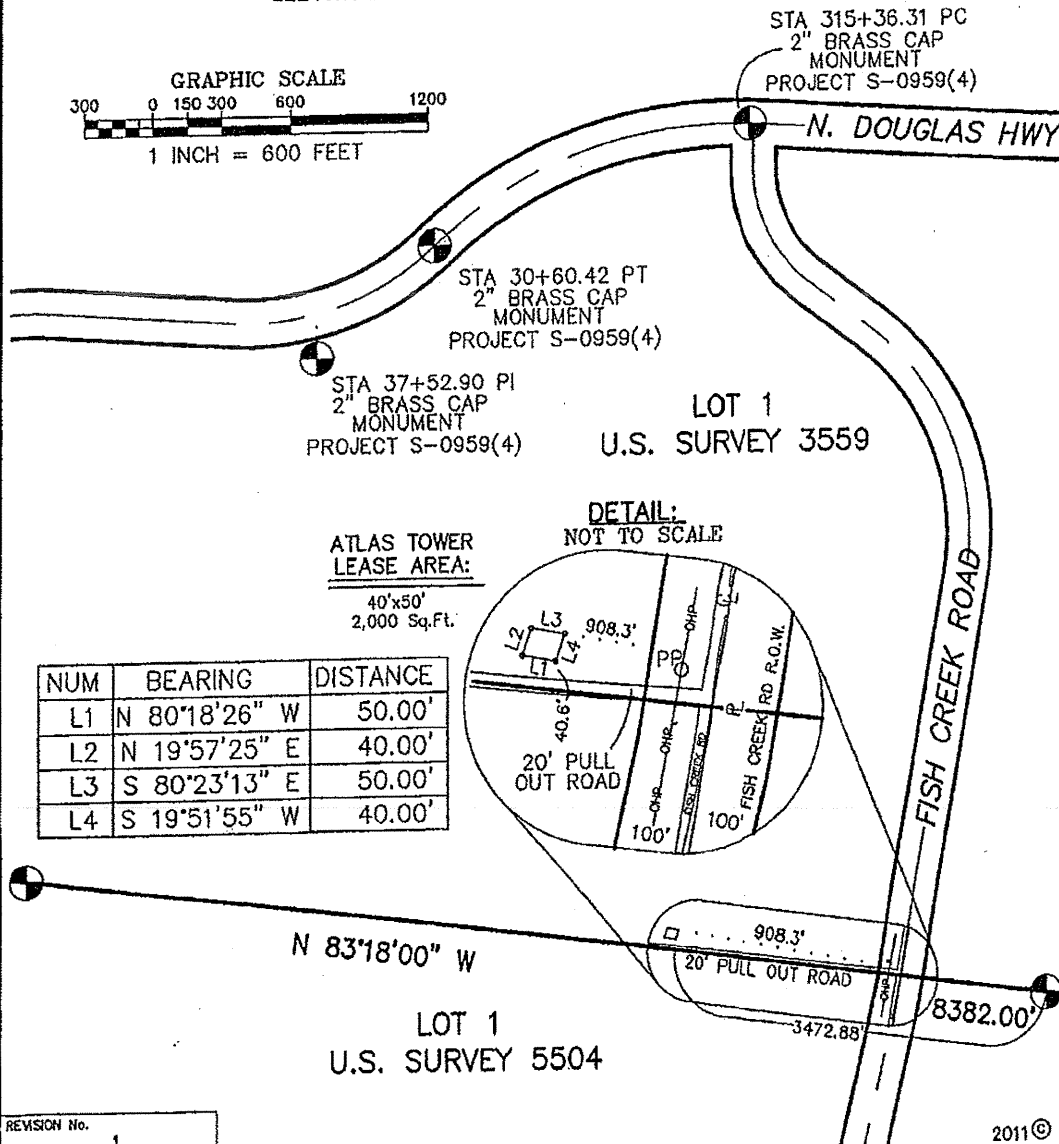 STA 315+36.31 PC
2" BRASS CAP
MONUMENT
PROJECT S-0959(4)
GRAPHIC SCALE
300 0 150 300 600 1200
1 INCH = 600 FEET
N. DOUGLAS HWY
STA 30+60.42 PT
2" BRASS CAP
MONUMENT
PROJECT S-0959(4)
STA 37+52.90 PI
2" BRASS CAP
MONUMENT
PROJECT S-0959(4)
LOT 1
U.S. SURVEY 3559
DETAIL:
NOT TO SCALE
ATLAS TOWER
LEASE AREA:
40'x50'
2,000 Sq.Ft.
L3
L2
L4
L1
908.3'
OHP
PP
40.6'
20' PULL
OUT ROAD
OHP
OHP
FISH CREEK RD
FISH CREEK RD R.O.W.
100'
100'
NUM BEARING DISTANCE
L1 N 80°18'26" W 50.00'
L2 N 19°57'25" E 40.00'
L3 S 80°23'13" E 50.00'
L4 S 19°51'55" W 40.00'
FISH CREEK ROAD
N 83°18'00" W
908.3'
20' PULL OUT ROAD
OHP
8382.00'
3472.88'
LOT 1
U.S. SURVEY 5504
REVISION No.
1
2011©